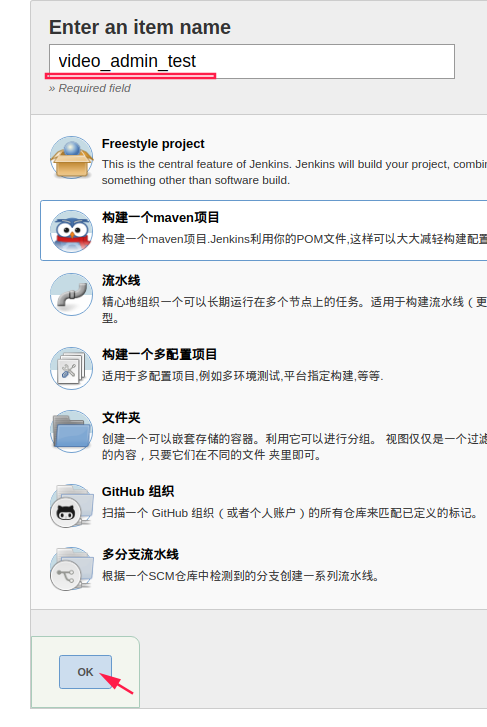 Enter an item name
video_admin_test
» Required field
Freestyle project
This is the central feature of Jenkins. Jenkins will build your project, combin
something other than software build.
构建一个maven项目
构建一个maven项目.Jenkins利用你的POM文件,这样可以大大减轻构建配置
流水线
精心地组织一个可以长期运行在多个节点上的任务。适用于构建流水线（更
型。
构建一个多配置项目
适用于多配置项目,例如多环境测试,平台指定构建,等等.
文件夹
创建一个可以嵌套存储的容器。利用它可以进行分组。 视图仅仅是一个过滤
的内容，只要它们在不同的文件 夹里即可。
GitHub 组织
扫描一个 GitHub 组织（或者个人账户）的所有仓库来匹配已定义的标记。
多分支流水线
根据一个SCM仓库中检测到的分支创建一系列流水线。
OK